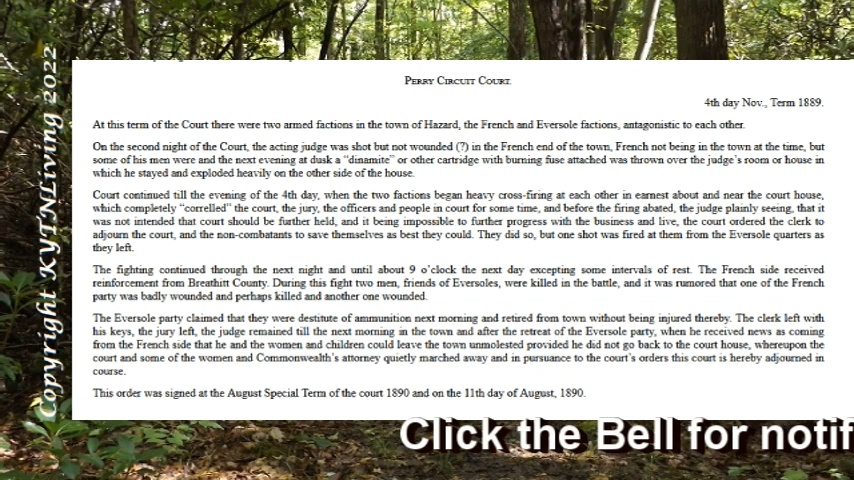 PERRY CIRCUIT COURT.
4th day Nov., Term 1889.
At this term of the Court there were two armed factions in the town of Hazard, the French and Eversole factions, antagonistic to each other.
On the second night of the Court, the acting judge was shot but not wounded (?) in the French end of the town, French not being in the town at the time, but
some of his men were and the next evening at dusk a “dinamite” or other cartridge with burning fuse attached was thrown over the judge’s room or house in
which he stayed and exploded heavily on the other side of the house.
Court continued till the evening of the 4th day, when the two factions began heavy cross-firing at each other in earnest about and near the court house,
which completely “correlled” the court, the jury, the officers and people in court for some time, and before the firing abated, the judge plainly seeing, that it
was not intended that court should be further held, and it being impossible to further progress with the business and live, the court ordered the clerk to
adjourn the court, and the non-combatants to save themselves as best they could. They did so, but one shot was fired at them from the Eversole quarters as
they left.
The fighting continued through the next night and until about 9 o’clock the next day excepting some intervals of rest. The French side received
reinforcement from Breathitt County. During this fight two men, friends of Eversoles, were killed in the battle, and it was rumored that one of the French
party was badly wounded and perhaps killed and another one wounded.
The Eversole party claimed that they were destitute of ammunition next morning and retired from town without being injured thereby. The clerk left with
his keys, the jury left, the judge remained till the next morning in the town and after the retreat of the Eversole party, when he received news as coming
from the French side that he and the women and children could leave the town unmolested provided he did not go back to the court house, whereupon the
court and some of the women and Commonwealth’s attorney quietly marched away and in pursuance to the court’s orders this court is hereby adjourned in
course.
This order was signed at the August Special Term of the court 1890 and on the 11th day of August, 1890.
Copyright KYTNLiving 2022
Click the Bell for notif